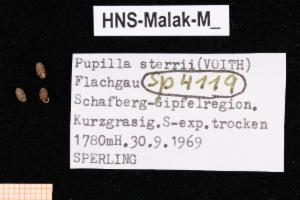 HNS-Malak-M_
Pupilla sterrii(VOITH)
Flachgau sp4119
Schafberg-Gipfelregion.
Kurzgrasig.S-exp.trocken
1780mH.30.9.1969
SPERLING